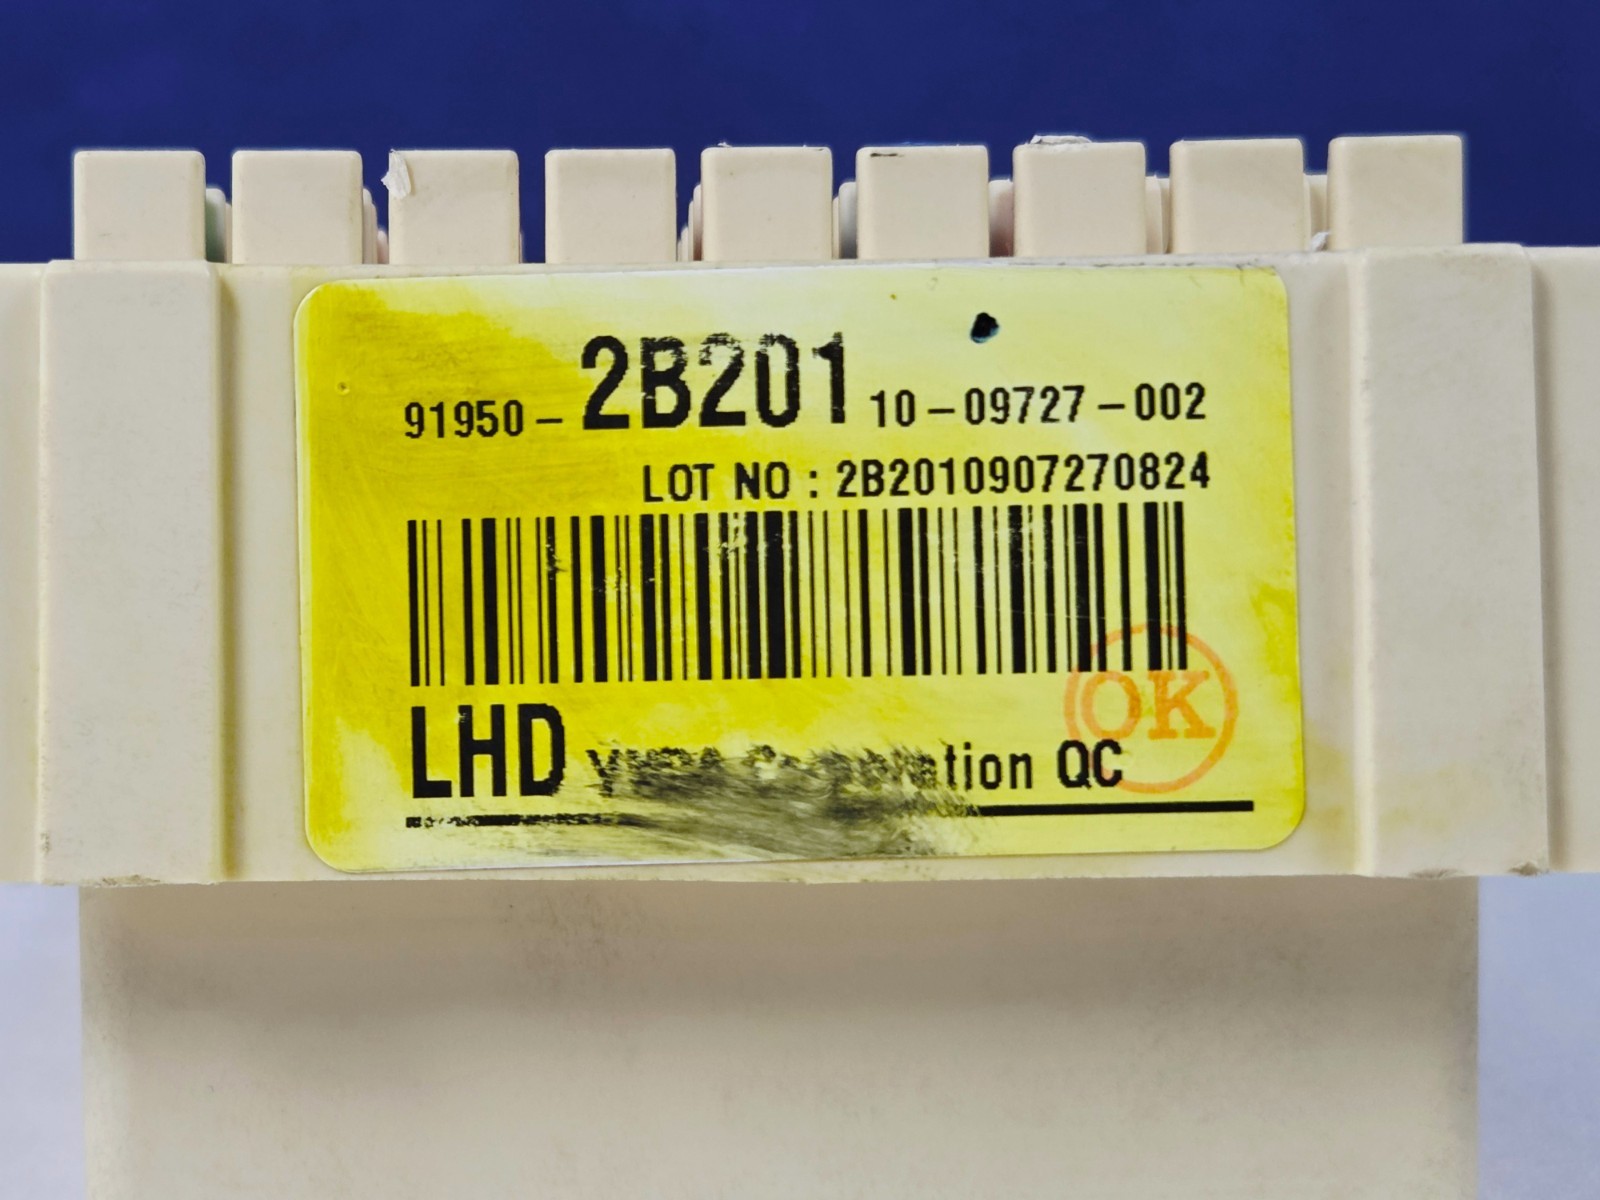 91950-2B201 10-09727-002
LOT NO : 2B2010907270824
LHD QC
OK